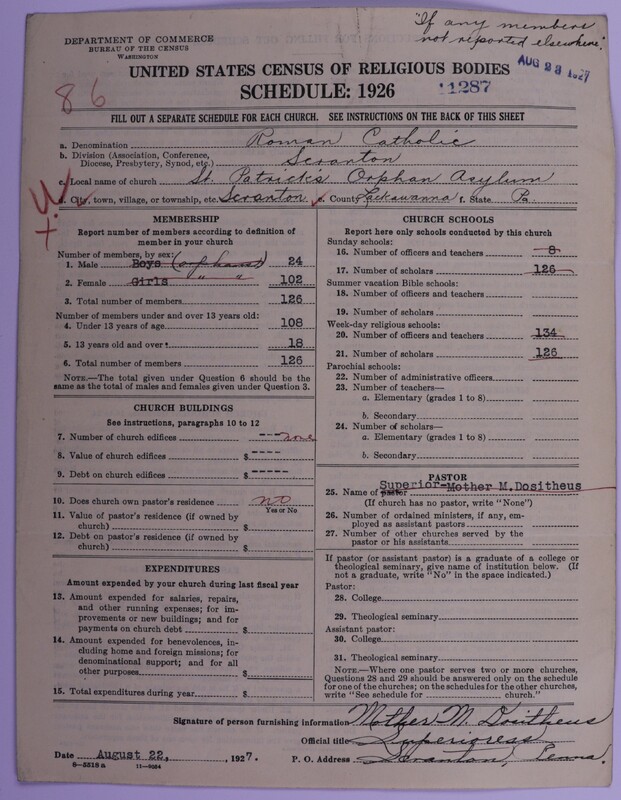 "If any members
not reported elsewhere."
DEPARTMENT OF COMMERCE
BUREAU OF THE CENSUS
WASHINGTON
AUG 23 1927
UNITED STATES CENSUS OF RELIGIOUS BODIES
SCHEDULE: 1926
11287
86
FILL OUT A SEPARATE SCHEDULE FOR EACH CHURCH. SEE INSTRUCTIONS ON THE BACK OF THIS SHEET
a. Denomination Roman Catholic
b. Division (Association, Conference, Diocese, Presbytery, Synod, etc.) Scranton
c. Local name of church St. Patrick's Orphan Asylum
d. City, town, village, or township, etc. Scranton e. County Lackawanna f. State Pa.
MEMBERSHIP
Report number of members according to definition of
member in your church
Number of members, by sex:
1. Male Boys (orphans) 24
2. Female Girls " " 102
3. Total number of members 126
Number of members under and over 13 years old:
4. Under 13 years of age 108
5. 13 years old and over 18
6. Total number of members 126
NOTE.—The total given under Question 6 should be the
same as the total of males and females given under Question 3.
CHURCH BUILDINGS
See instructions, paragraphs 10 to 12
7. Number of church edifices ---- none
8. Value of church edifices $ ----
9. Debt on church edifices $ -----
10. Does church own pastor's residence no
Yes or No
11. Value of pastor's residence (if owned by
church) $
12. Debt on pastor's residence (if owned by
church) $
EXPENDITURES
Amount expended by your church during last fiscal year
13. Amount expended for salaries, repairs,
and other running expenses; for im-
provements or new buildings; and for
payments on church debt $
14. Amount expended for benevolences, in-
cluding home and foreign missions; for
denominational support; and for all
other purposes $
15. Total expenditures during year $
CHURCH SCHOOLS
Report here only schools conducted by this church
Sunday schools:
16. Number of officers and teachers 8
17. Number of scholars 126
Summer vacation Bible schools:
18. Number of officers and teachers
19. Number of scholars
Week-day religious schools:
20. Number of officers and teachers 134
21. Number of scholars 126
Parochial schools:
22. Number of administrative officers
23. Number of teachers—
a. Elementary (grades 1 to 8)
b. Secondary
24. Number of scholars—
a. Elementary (grades 1 to 8)
b. Secondary
PASTOR
25. Name of pastor Superior-Mother M.Dositheus
(If church has no pastor, write "None")
26. Number of ordained ministers, if any, em-
ployed as assistant pastors
27. Number of other churches served by the
pastor or his assistants
If pastor (or assistant pastor) is a graduate of a college or
theological seminary, give name of institution below. (If
not a graduate, write "No" in the space indicated.)
Pastor:
28. College
29. Theological seminary
Assistant pastor:
30. College
31. Theological seminary
NOTE.—Where one pastor serves two or more churches,
Questions 28 and 29 should be answered only on the schedule
for one of the churches; on the schedules for the other churches,
write "See schedule for church."
Signature of person furnishing information Mother M. Dositheus
Official title Superioress
Date August 22, 1927. P. O. Address Scranton, Penna.
8-5518a 11-9084